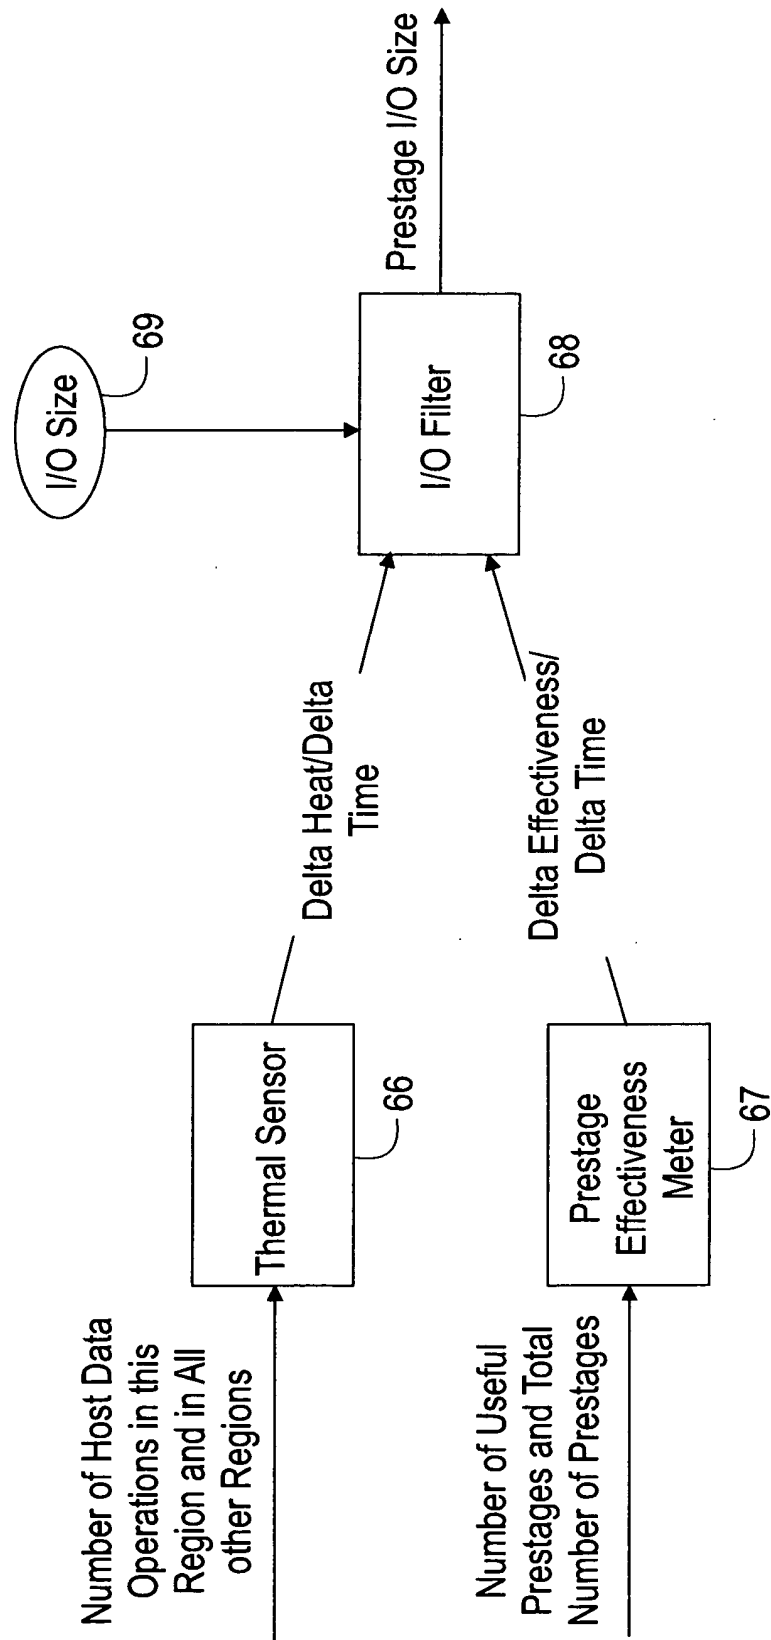 Number of Host Data
Operations in this
Region and in All
other Regions
Thermal Sensor
66
Delta Heat/Delta
Time
Number of Useful
Prestages and Total
Number of Prestages
Prestage
Effectiveness
Meter
67
Delta Effectiveness/
Delta Time
I/O Size
69
I/O Filter
68
Prestage I/O Size